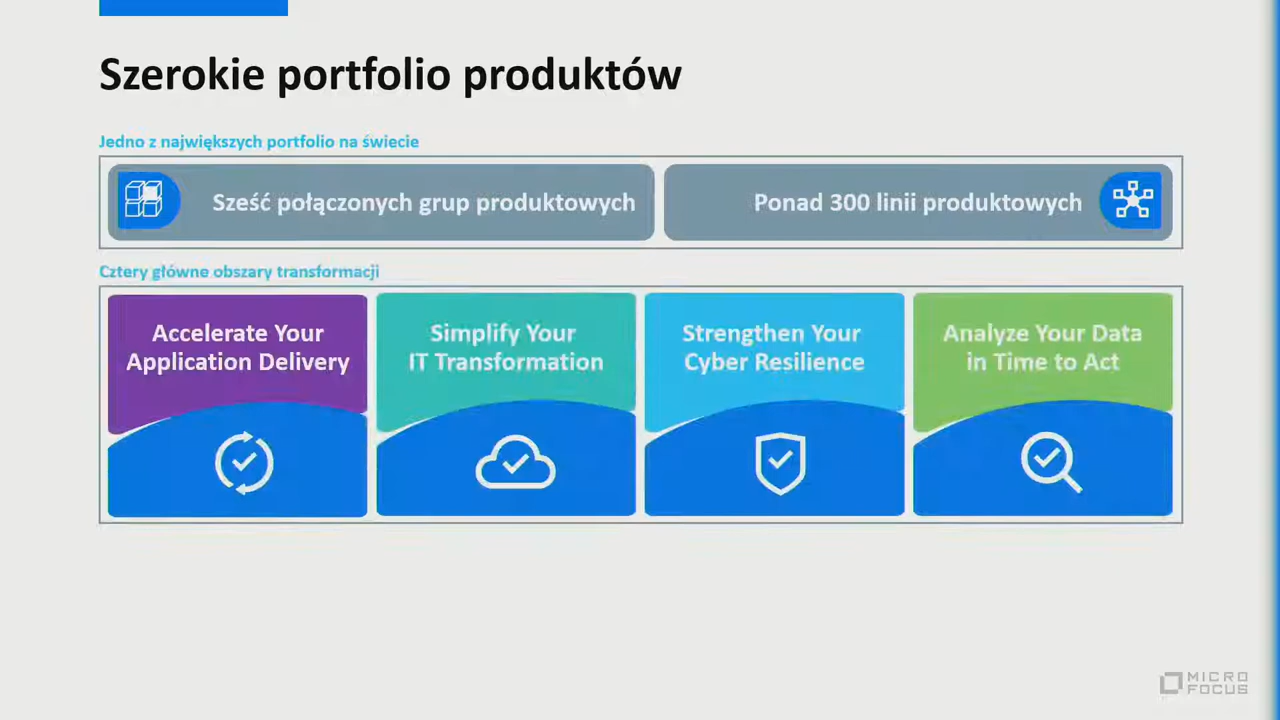 Szerokie portfolio produktów
Jedno z największych portfolio na świecie
Sześć połączonych grup produktowych
Ponad 300 linii produktowych
Cztery główne obszary transformacji
Accelerate Your
Application Delivery
Simplify Your
IT Transformation
Strengthen Your
Cyber Resilience
Analyze Your Data
in Time to Act
MICRO
FOCUS